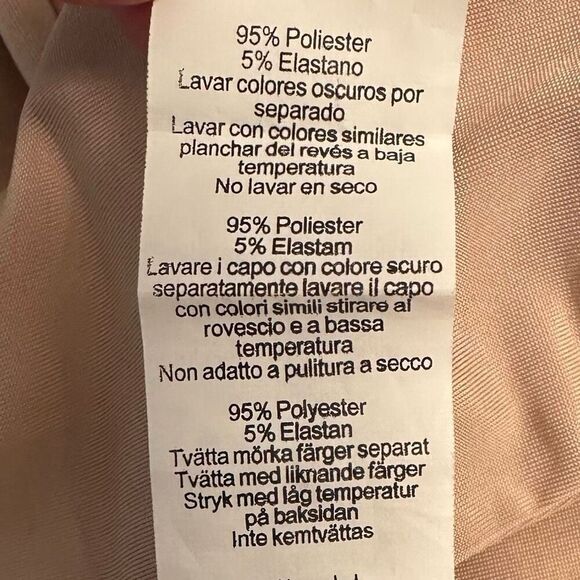 95% Poliester
5% Elastano
Lavar colores oscuros por
separado
Lavar con colores similares
planchar del revés a baja
temperatura
No lavar en seco
95% Poliester
5% Elastam
Lavare i capo con colore scuro
separatamente lavare il capo
con colori simili stirare al
rovescio e a bassa
temperatura
Non adatto a pulitura a secco
95% Polyester
5% Elastan
Tvätta mörka färger separat
Tvätta med liknande färger
Stryk med låg temperatur
på baksidan
Inte kemtvättas